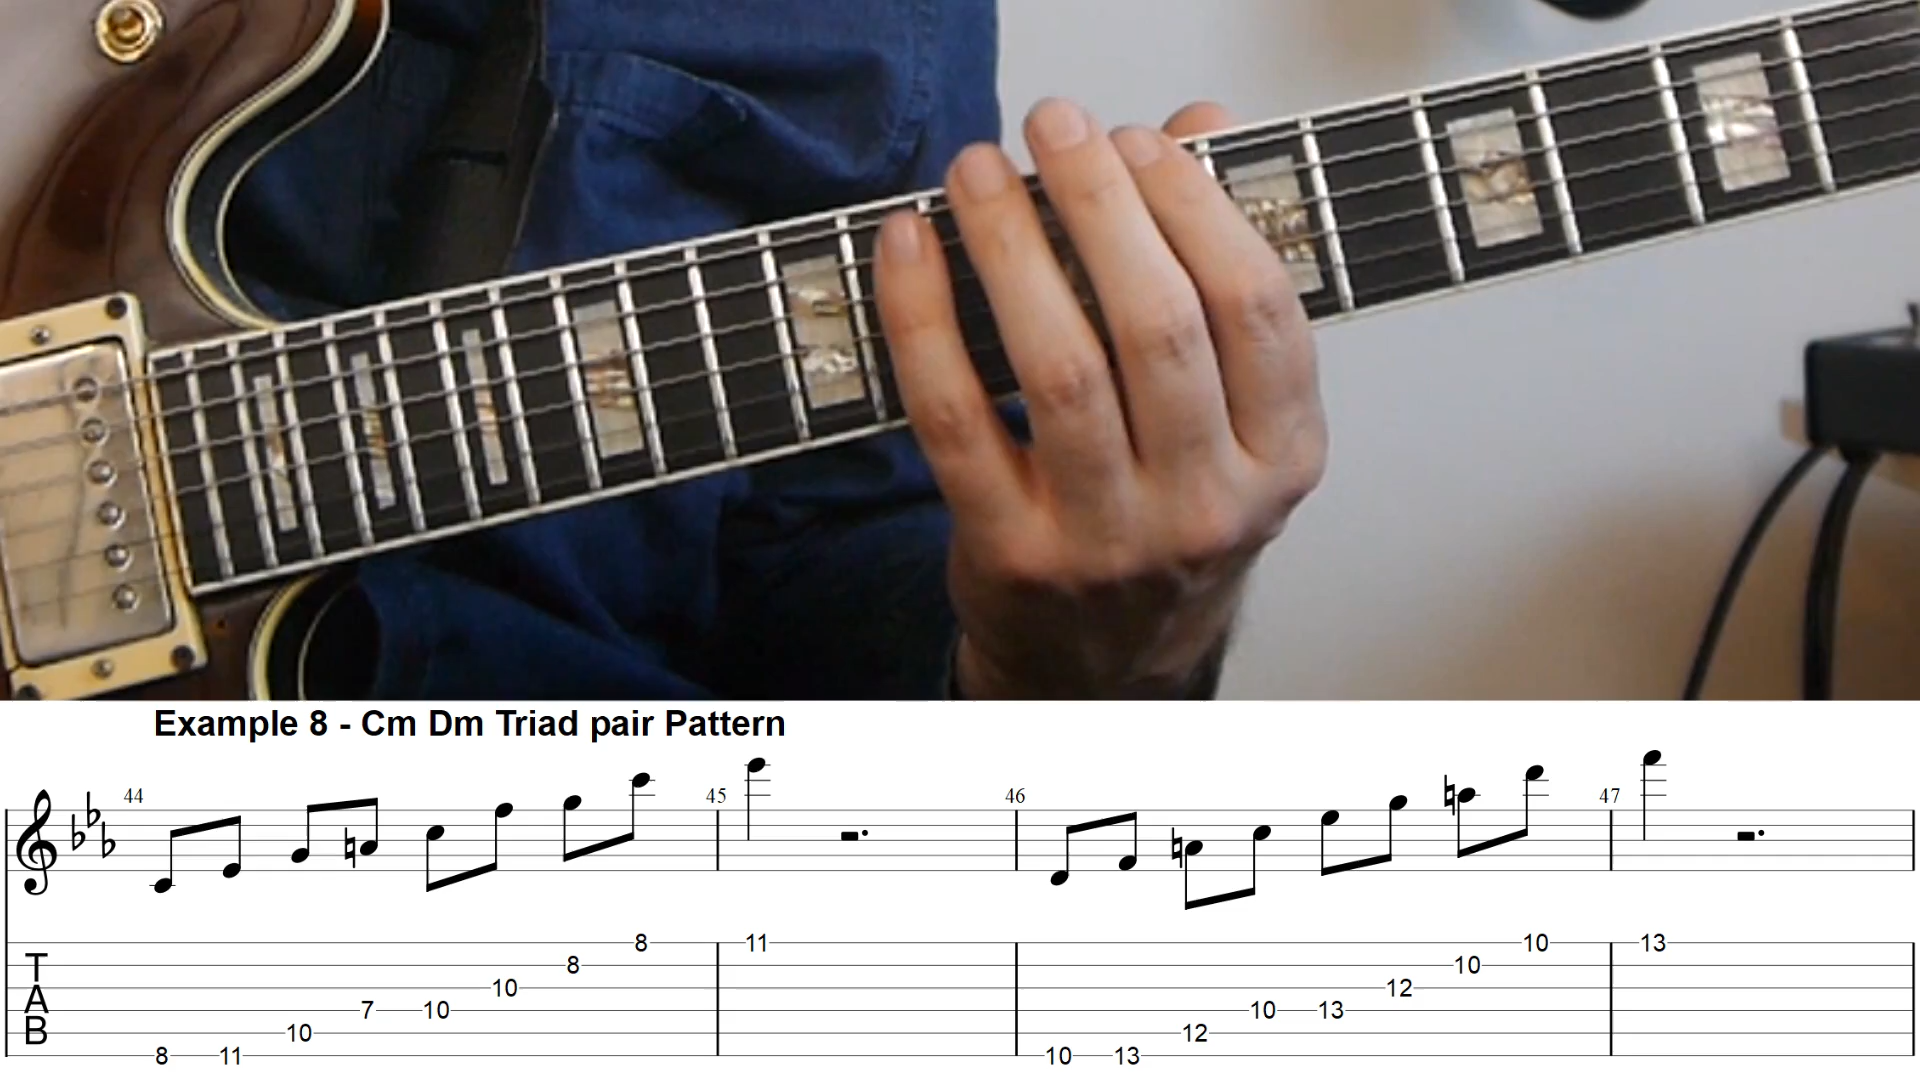 Example 8 - Cm Dm Triad pair Pattern
44 45 46 47
T 8 11 10 13
8 10
A 10 12
7 10 10 13
B 10 12
8 11 10 13